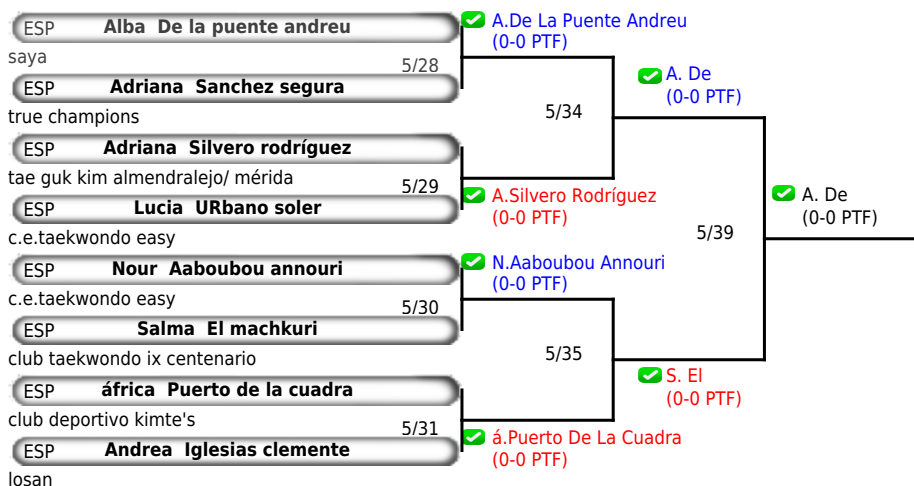 ESP Alba De la puente andreu
saya
5/28
ESP Adriana Sanchez segura
true champions
ESP Adriana Silvero rodríguez
tae guk kim almendralejo/ mérida
5/29
ESP Lucia URbano soler
c.e.taekwondo easy
ESP Nour Aaboubou annouri
c.e.taekwondo easy
5/30
ESP Salma El machkuri
club taekwondo ix centenario
ESP áfrica Puerto de la cuadra
club deportivo kimte's
5/31
ESP Andrea Iglesias clemente
losan
A.De La Puente Andreu
(0-0 PTF)
5/34
A.Silvero Rodríguez
(0-0 PTF)
N.Aaboubou Annouri
(0-0 PTF)
5/35
á.Puerto De La Cuadra
(0-0 PTF)
A. De
(0-0 PTF)
5/39
S. El
(0-0 PTF)
A. De
(0-0 PTF)